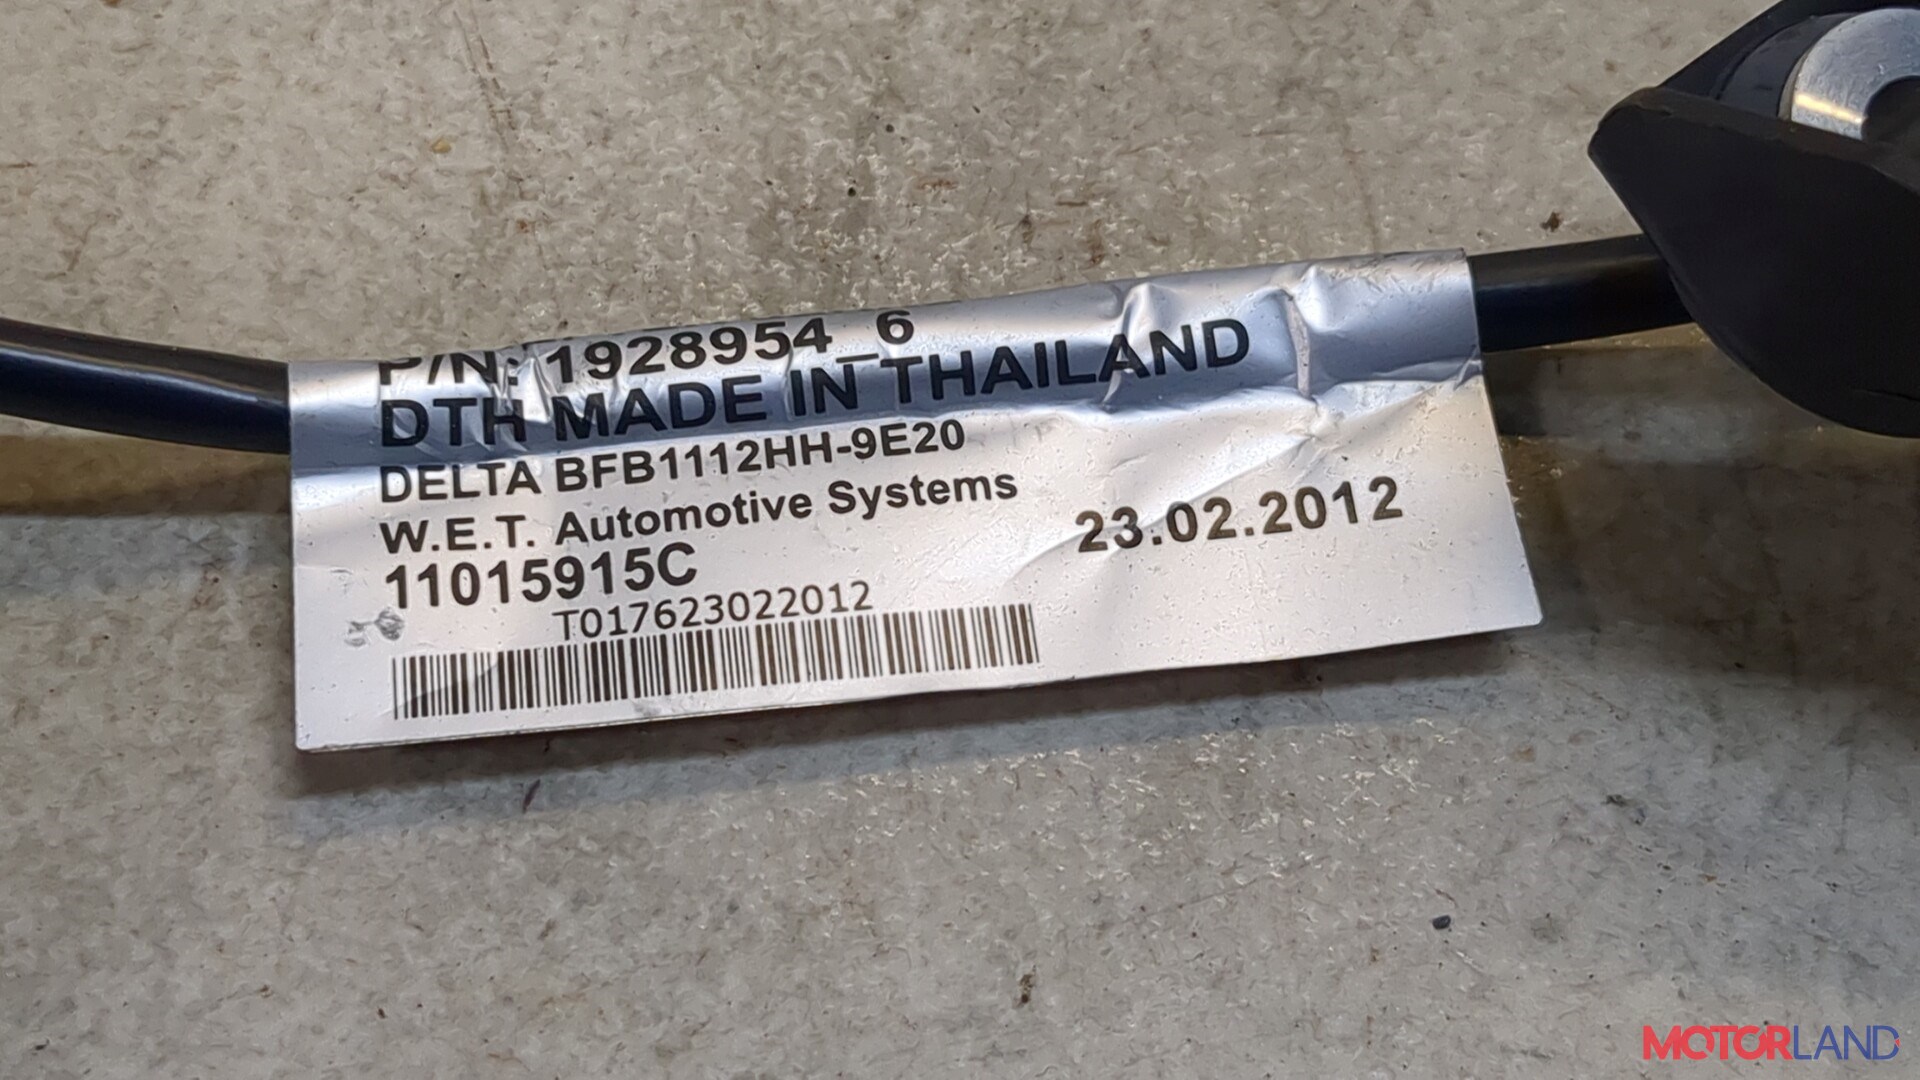 P/N: 1928954_6
DTH MADE IN THAILAND
DELTA BFB1112HH-9E20
W.E.T. Automotive Systems
23.02.2012
11015915C
T017623022012
MOTORLAND